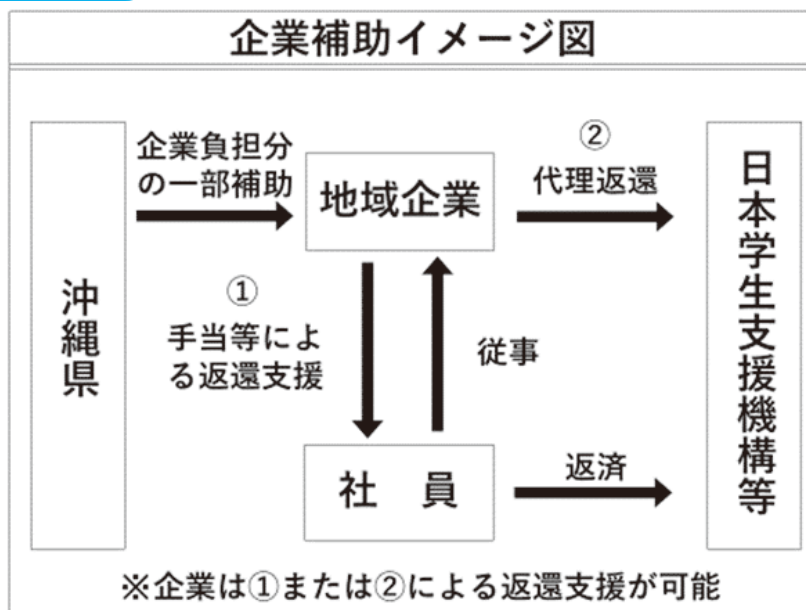 企業補助イメージ図
沖縄県
企業負担分
の一部補助
地域企業
②
代理返還
日本学生支援機構等
①
手当等によ
る返還支援
従事
社　員
返済
※企業は①または②による返還支援が可能